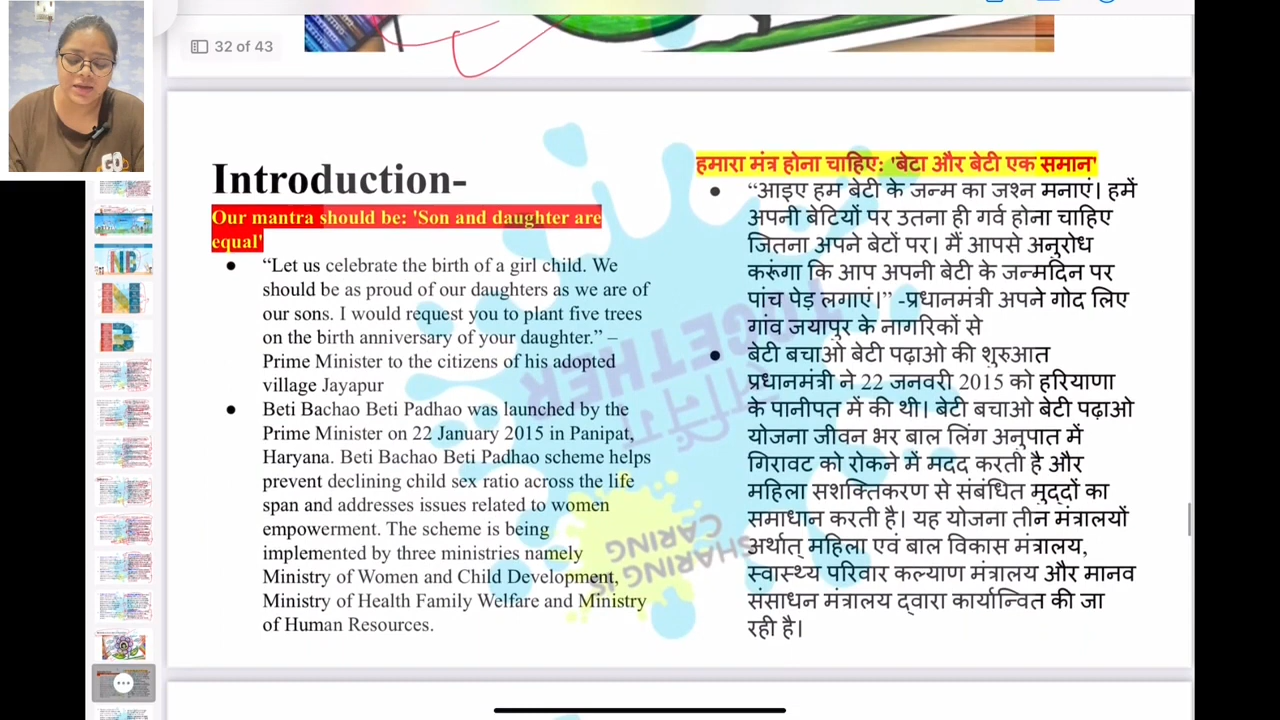 32 of 43
Introduction-
Our mantra should be: 'Son and daughter are
equal'
“Let us celebrate the birth of a girl child. We
should be as proud of our daughters as we are of
our sons. I would request you to plant five trees
on the birth anniversary of your daughter.” –
Prime Minister to the citizens of his adopted
village Jayapur
Beti Bachao Beti Padhao was launched by the
Prime Minister on 22 January 2015 in Panipat,
Haryana. Beti Bachao Beti Padhao scheme helps
prevent declining child sex ratio across the life
span and addresses issues related to women
empowerment. The scheme is being
implemented by three ministries namely
Ministry of Women and Child Development,
Ministry of Health Family Welfare and Ministry
of Human Resources.
हमारा मंत्र होना चाहिए: 'बेटा और बेटी एक समान'
“आइए हम बेटी के जन्म का जश्न मनाएं। हमें
अपनी बेटियों पर उतना ही गर्व होना चाहिए
जितना अपने बेटों पर। मैं आपसे अनुरोध
करूंगा कि आप अपनी बेटी के जन्मदिन पर
पांच पेड़ लगाएं।” -प्रधानमंत्री अपने गोद लिए
गांव जयापुर के नागरिकों से
बेटी बचाओ बेटी पढ़ाओ की शुरुआत
प्रधानमंत्री ने 22 जनवरी 2015 को हरियाणा
के पानीपत में की थी। बेटी बचाओ बेटी पढ़ाओ
योजना जीवन भर बाल लिंग अनुपात में
गिरावट को रोकने में मदद करती है और
महिला सशक्तिकरण से संबंधित मुद्दों का
समाधान करती है। यह योजना तीन मंत्रालयों
अर्थात् महिला एवं बाल विकास मंत्रालय,
स्वास्थ्य परिवार कल्याण मंत्रालय और मानव
संसाधन मंत्रालय द्वारा कार्यान्वित की जा
रही है।
SHARING IS
CARING